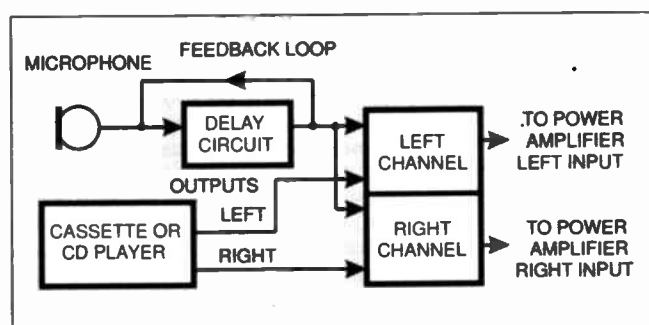 FEEDBACK LOOP
MICROPHONE
DELAY
CIRCUIT
LEFT
CHANNEL
.TO POWER
AMPLIFIER
LEFT INPUT
OUTPUTS
LEFT
CASSETTE OR
CD PLAYER
RIGHT
RIGHT
CHANNEL
TO POWER
AMPLIFIER
RIGHT INPUT